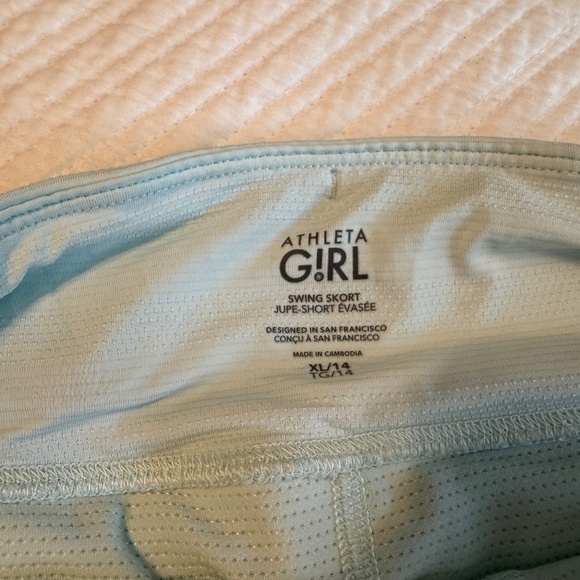 ATHLETA
G!RL
SWING SKORT
JUPE-SHORT ÉVASÉE
DESIGNED IN SAN FRANCISCO
CONÇU À SAN FRANCISCO
MADE IN CAMBODIA
XL/14
TG/14